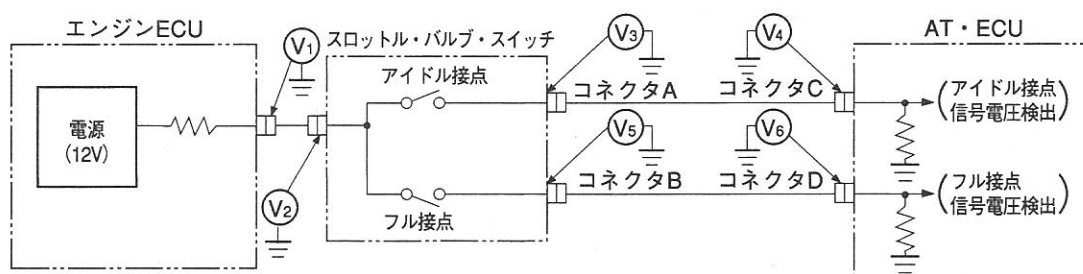 エンジンECU
電源
(12V)
V1
V2
スロットル・バルブ・スイッチ
アイドル接点
フル接点
V3
V4
コネクタA
コネクタC
V5
V6
コネクタB
コネクタD
AT・ECU
(アイドル接点
信号電圧検出)
(フル接点
信号電圧検出)